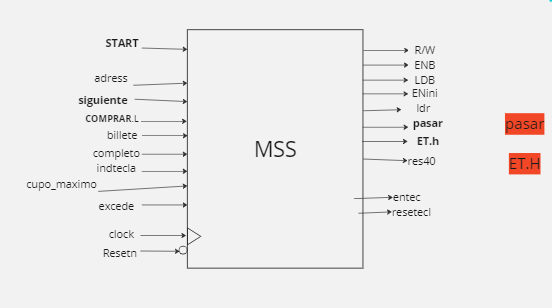 START
adress
siguiente
COMPRAR.L
billete
completo
indtecla
cupo_maximo
excede
clock
Resetn
MSS
R/W
ENB
LDB
ENini
ldr
pasar
ET.h
res40
entec
resetecl
pasar
ET.H